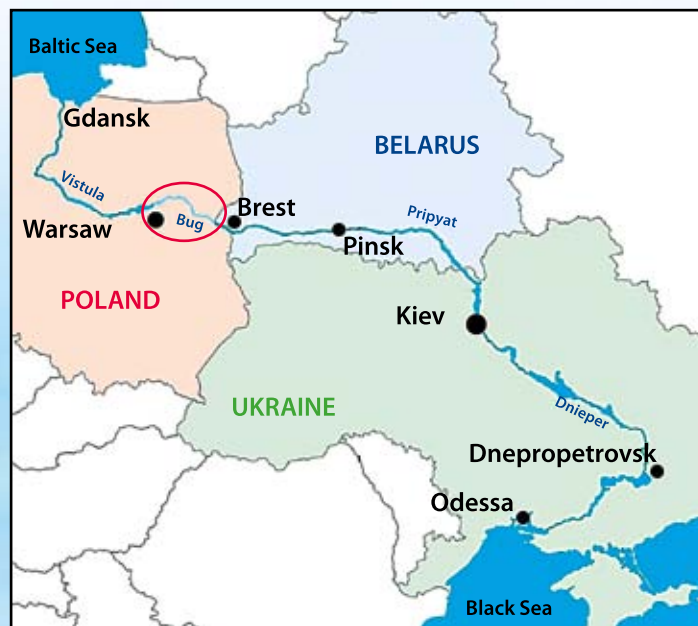 Baltic Sea
Gdansk
BELARUS
Vistula
Brest
Pripyat
Bug
Warsaw
Pinsk
POLAND
Kiev
UKRAINE
Dnieper
Dnepropetrovsk
Odessa
Black Sea